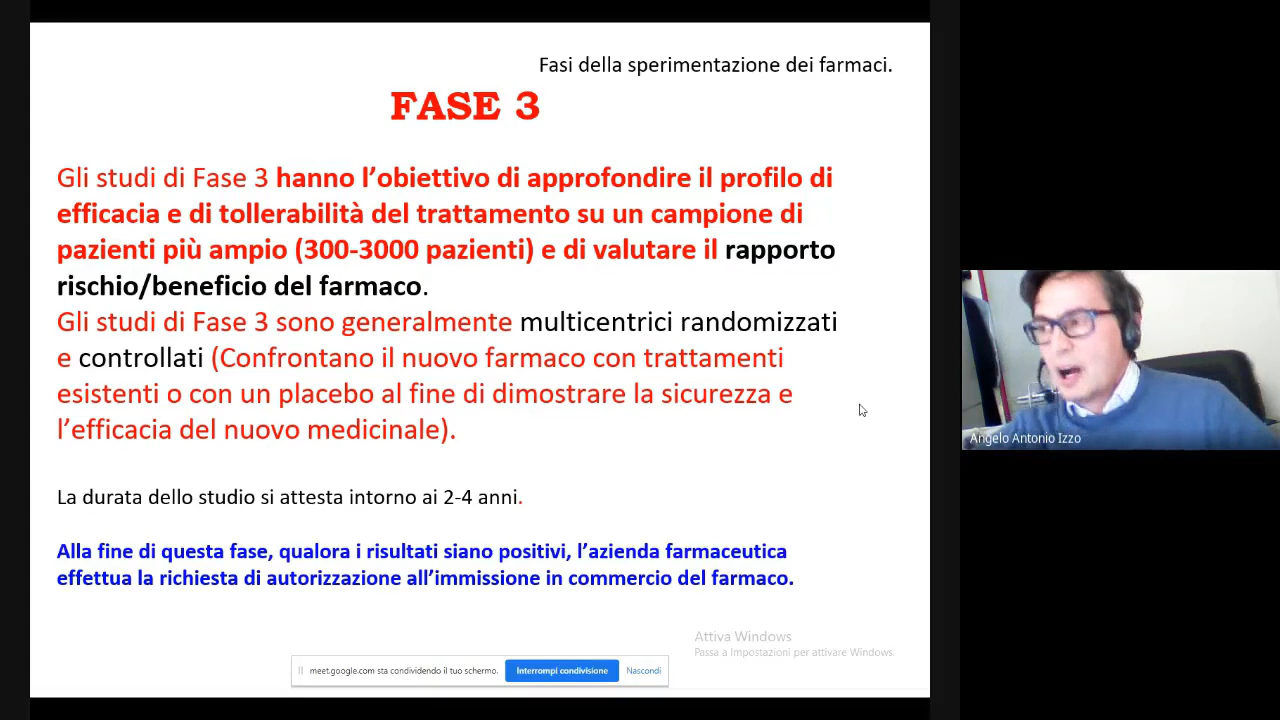 Fasi della sperimentazione dei farmaci.
FASE 3
Gli studi di Fase 3 hanno l’obiettivo di approfondire il profilo di
efficacia e di tollerabilità del trattamento su un campione di
pazienti più ampio (300-3000 pazienti) e di valutare il rapporto
rischio/beneficio del farmaco.
Gli studi di Fase 3 sono generalmente multicentrici randomizzati
e controllati (Confrontano il nuovo farmaco con trattamenti
esistenti o con un placebo al fine di dimostrare la sicurezza e
l’efficacia del nuovo medicinale).
La durata dello studio si attesta intorno ai 2-4 anni.
Alla fine di questa fase, qualora i risultati siano positivi, l’azienda farmaceutica
effettua la richiesta di autorizzazione all’immissione in commercio del farmaco.
Angelo Antonio Izzo
Attiva Windows
Passa a Impostazioni per attivare Windows.
meet.google.com sta condividendo il tuo schermo. Interrompi condivisione Nascondi